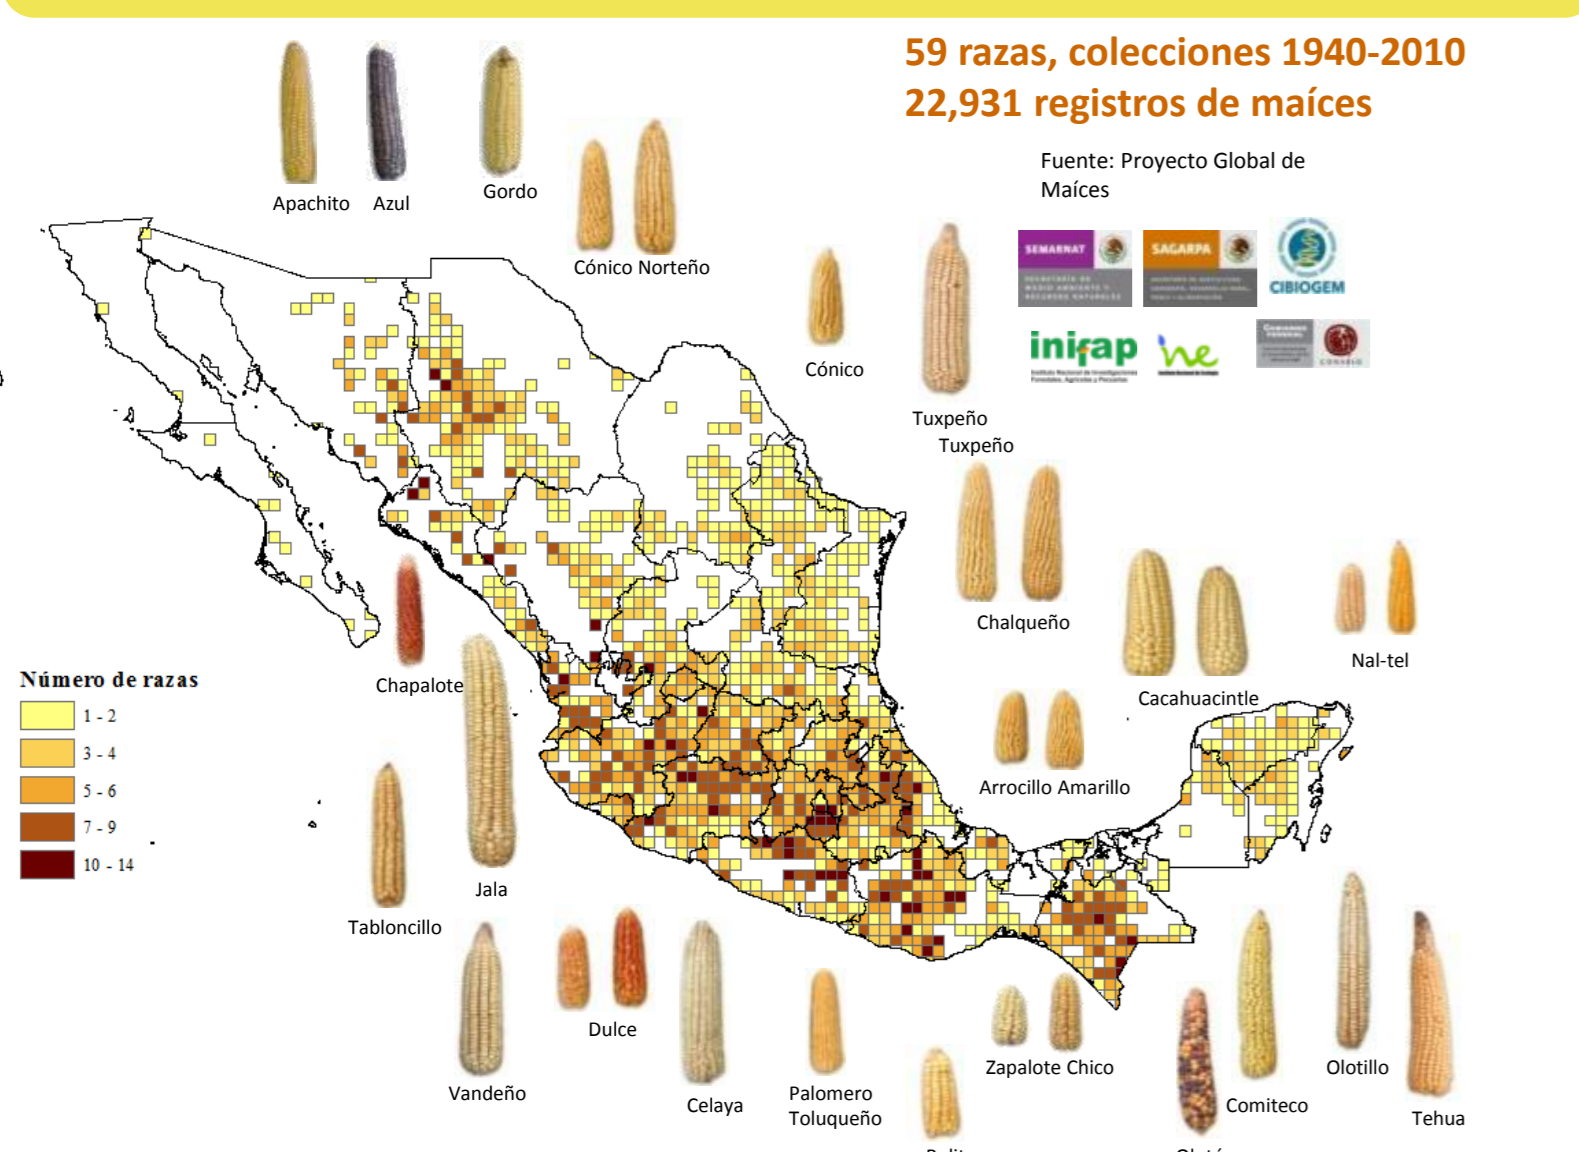 59 razas, colecciones 1940-2010
22,931 registros de maíces
Fuente: Proyecto Global de
Maíces
SEMARNAT
SAGARPA
CIBIOGEM
inifap
ine
Apachito
Azul
Gordo
Cónico Norteño
Cónico
Tuxpeño
Tuxpeño
Chalqueño
Cacahuacintle
Nal-tel
Arrocillo Amarillo
Chapalote
Número de razas
1 - 2
3 - 4
5 - 6
7 - 9
10 - 14
Jala
Tabloncillo
Vandeño
Dulce
Celaya
Palomero
Toluqueño
Zapalote Chico
Comiteco
Olotillo
Tehua